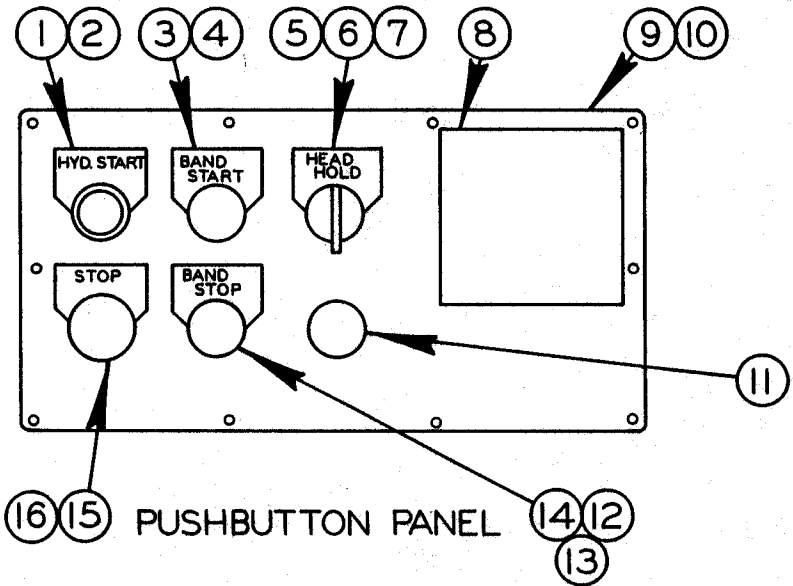 1 2 3 4 5 6 7 8 9 10
HYD. START
BAND
START
HEAD
HOLD
STOP
BAND
STOP
11
16 15 PUSHBUTTON PANEL 14 12
13